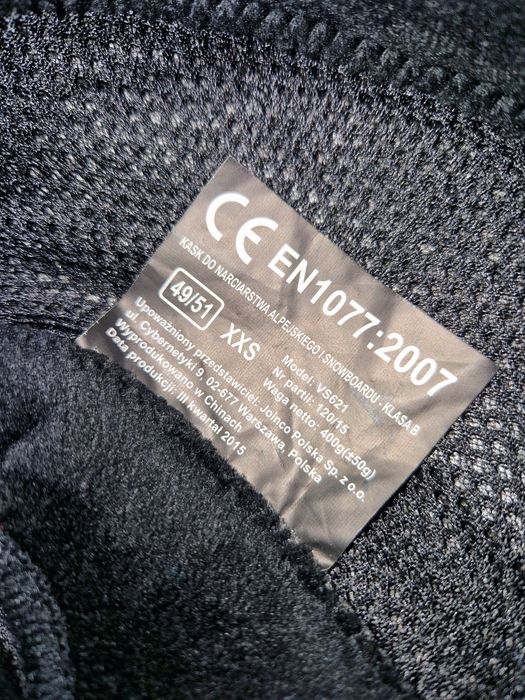 CE EN1077:2007
KASK DO NARCIARSTWA ALPEJSKIEGO I SNOWBOARDU KLASA B
49/51 XXS
Model: VS621
Nr partii: 120/15
Waga netto: 400g(±50g)
Upoważniony przedstawiciel: Joinco Polska Sp. z o.o.
ul. Cybernetyki 9, 02-677 Warszawa, Polska
Wyprodukowano w Chinach
Data produkcji: III kwartał 2015